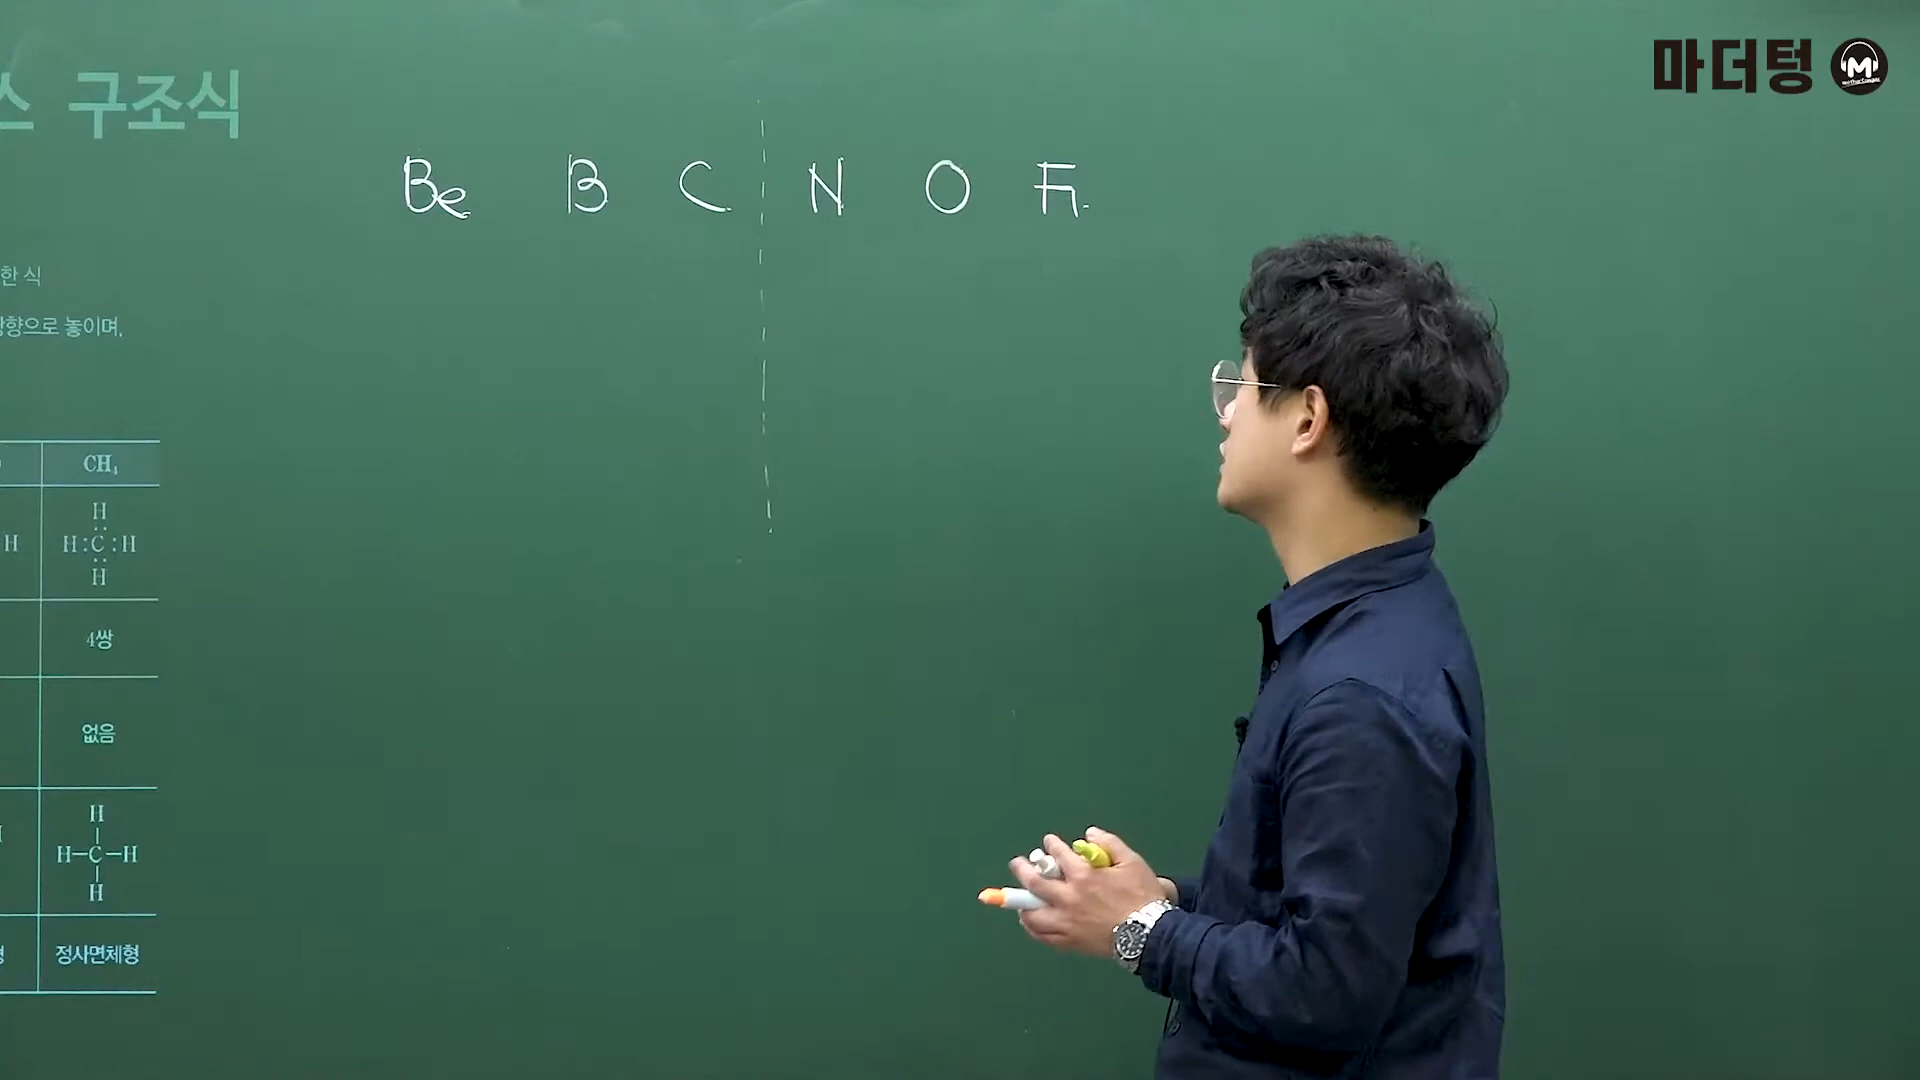 마더텅
M
구조식
Be B C N O F
한 식
방향으로 놓이며,
CH₄
H
H H:C:H
H
4쌍
없음
H
H H-C-H
H
정사면체형